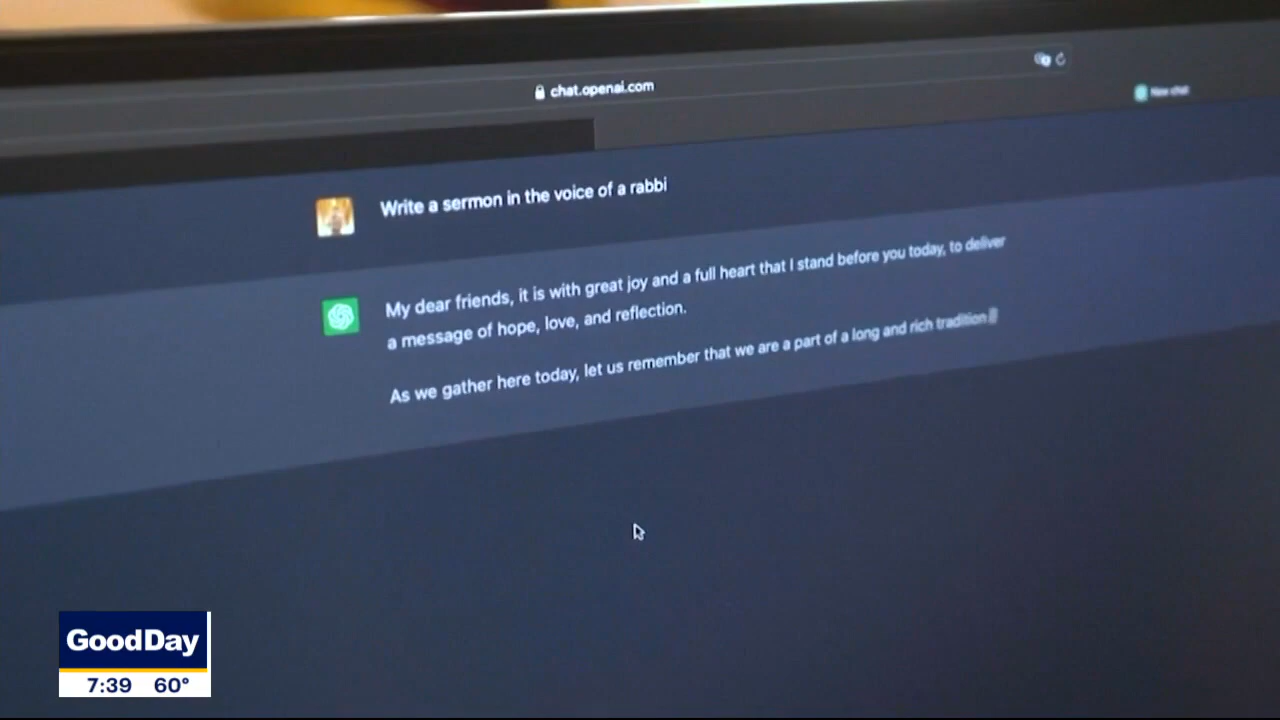 chat.openai.com
New chat
Write a sermon in the voice of a rabbi
My dear friends, it is with great joy and a full heart that I stand before you today, to deliver
a message of hope, love, and reflection.
As we gather here today, let us remember that we are a part of a long and rich tradition
GoodDay
7:39 60°